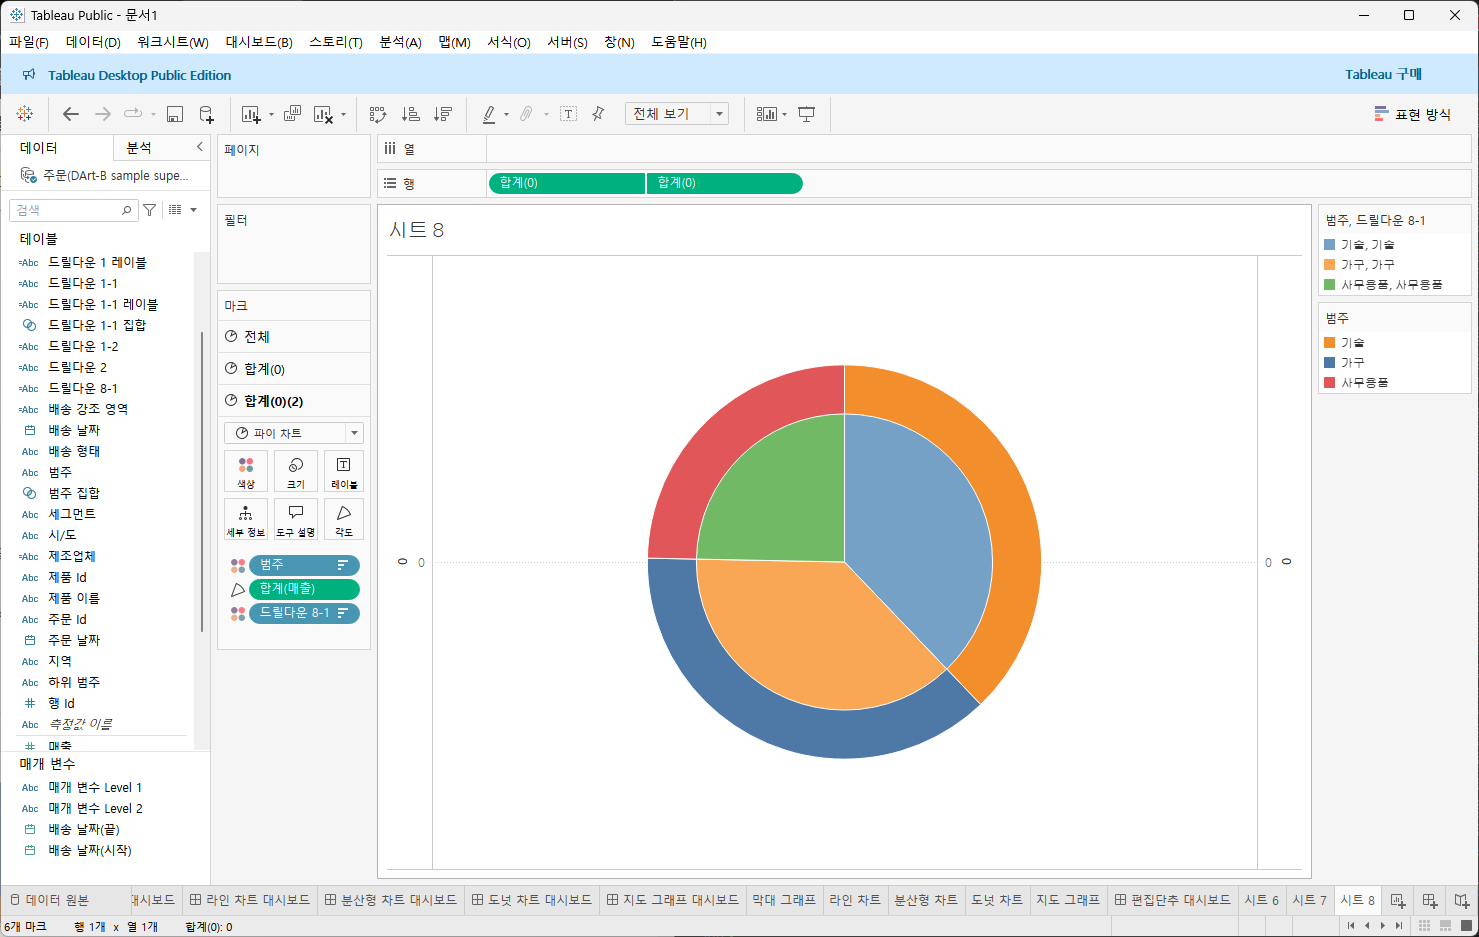 Tableau Public - 문서1
파일(F) 데이터(D) 워크시트(W) 대시보드(B) 스토리(T) 분석(A) 맵(M) 서식(O) 서버(S) 창(N) 도움말(H)
Tableau Desktop Public Edition
Tableau 구매
전체 보기
표현 방식
데이터 분석
주문(DArt-B sample supe...
검색
테이블
=Abc 드릴다운 1 레이블
=Abc 드릴다운 1-1
=Abc 드릴다운 1-1 레이블
드릴다운 1-1 집합
=Abc 드릴다운 1-2
=Abc 드릴다운 2
=Abc 드릴다운 8-1
=Abc 배송 강조 영역
배송 날짜
Abc 배송 형태
Abc 범주
범주 집합
Abc 세그먼트
Abc 시/도
=Abc 제조업체
Abc 제품 Id
Abc 제품 이름
Abc 주문 Id
주문 날짜
Abc 지역
Abc 하위 범주
# 행 Id
Abc 측정값 이름
# 매출
매개 변수
Abc 매개 변수 Level 1
Abc 매개 변수 Level 2
배송 날짜(끝)
배송 날짜(시작)
페이지
필터
마크
전체
합계(0)
합계(0)(2)
파이 차트
색상 크기 레이블
세부 정보 도구 설명 각도
범주
합계(매출)
드릴다운 8-1
열
행 합계(0) 합계(0)
시트 8
0 0 0 0
범주, 드릴다운 8-1
기술, 기술
가구, 가구
사무용품, 사무용품
범주
기술
가구
사무용품
데이터 원본 대시보드 라인 차트 대시보드 분산형 차트 대시보드 도넛 차트 대시보드 지도 그래프 대시보드 막대 그래프 라인 차트 분산형 차트 도넛 차트 지도 그래프 편집단추 대시보드 시트 6 시트 7 시트 8
6개 마크 행 1개 x 열 1개 합계(0): 0